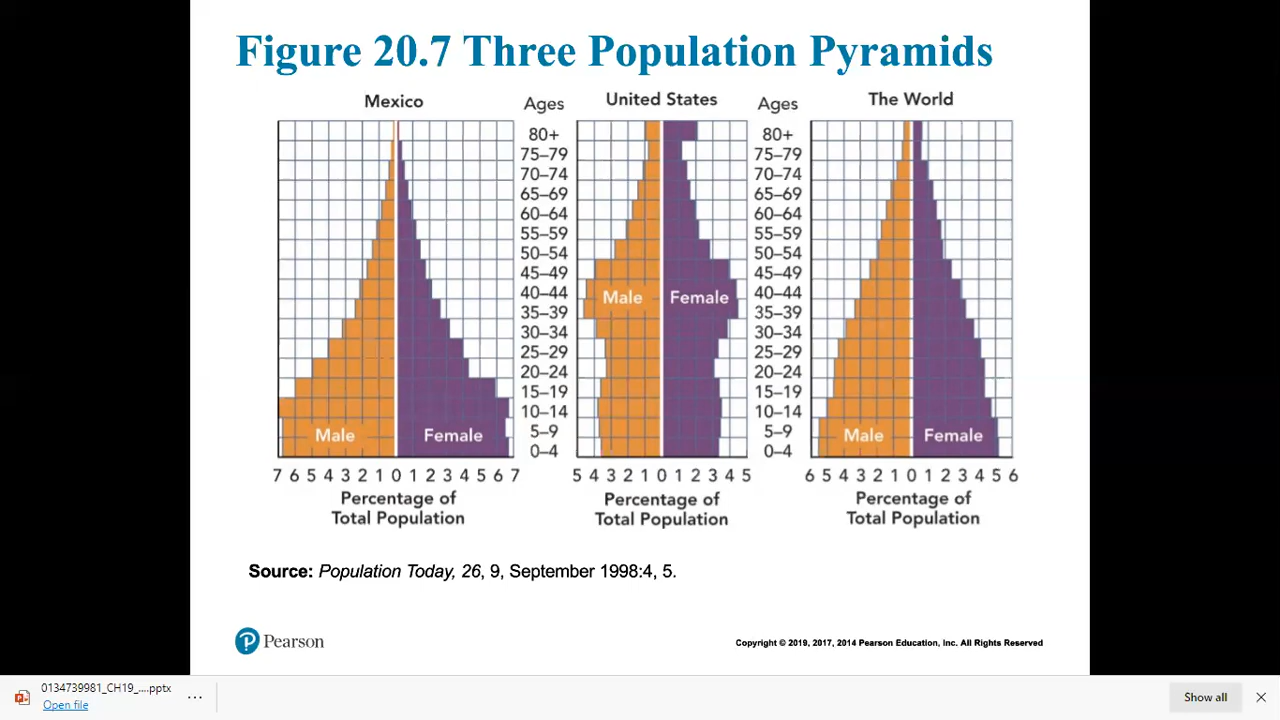 Figure 20.7 Three Population Pyramids
Mexico
Ages
United States
Ages
The World
80+
75–79
70–74
65–69
60–64
55–59
50–54
45–49
40–44
35–39
30–34
25–29
20–24
15–19
10–14
5–9
0–4
80+
75–79
70–74
65–69
60–64
55–59
50–54
45–49
40–44
35–39
30–34
25–29
20–24
15–19
10–14
5–9
0–4
Male
Female
Male
Female
Male
Female
7 6 5 4 3 2 1 0 1 2 3 4 5 6 7
5 4 3 2 1 0 1 2 3 4 5
6 5 4 3 2 1 0 1 2 3 4 5 6
Percentage of
Total Population
Percentage of
Total Population
Percentage of
Total Population
Source: Population Today, 26, 9, September 1998:4, 5.
Pearson
Copyright © 2019, 2017, 2014 Pearson Education, Inc. All Rights Reserved
0134739981_CH19_....pptx
Open file
Show all